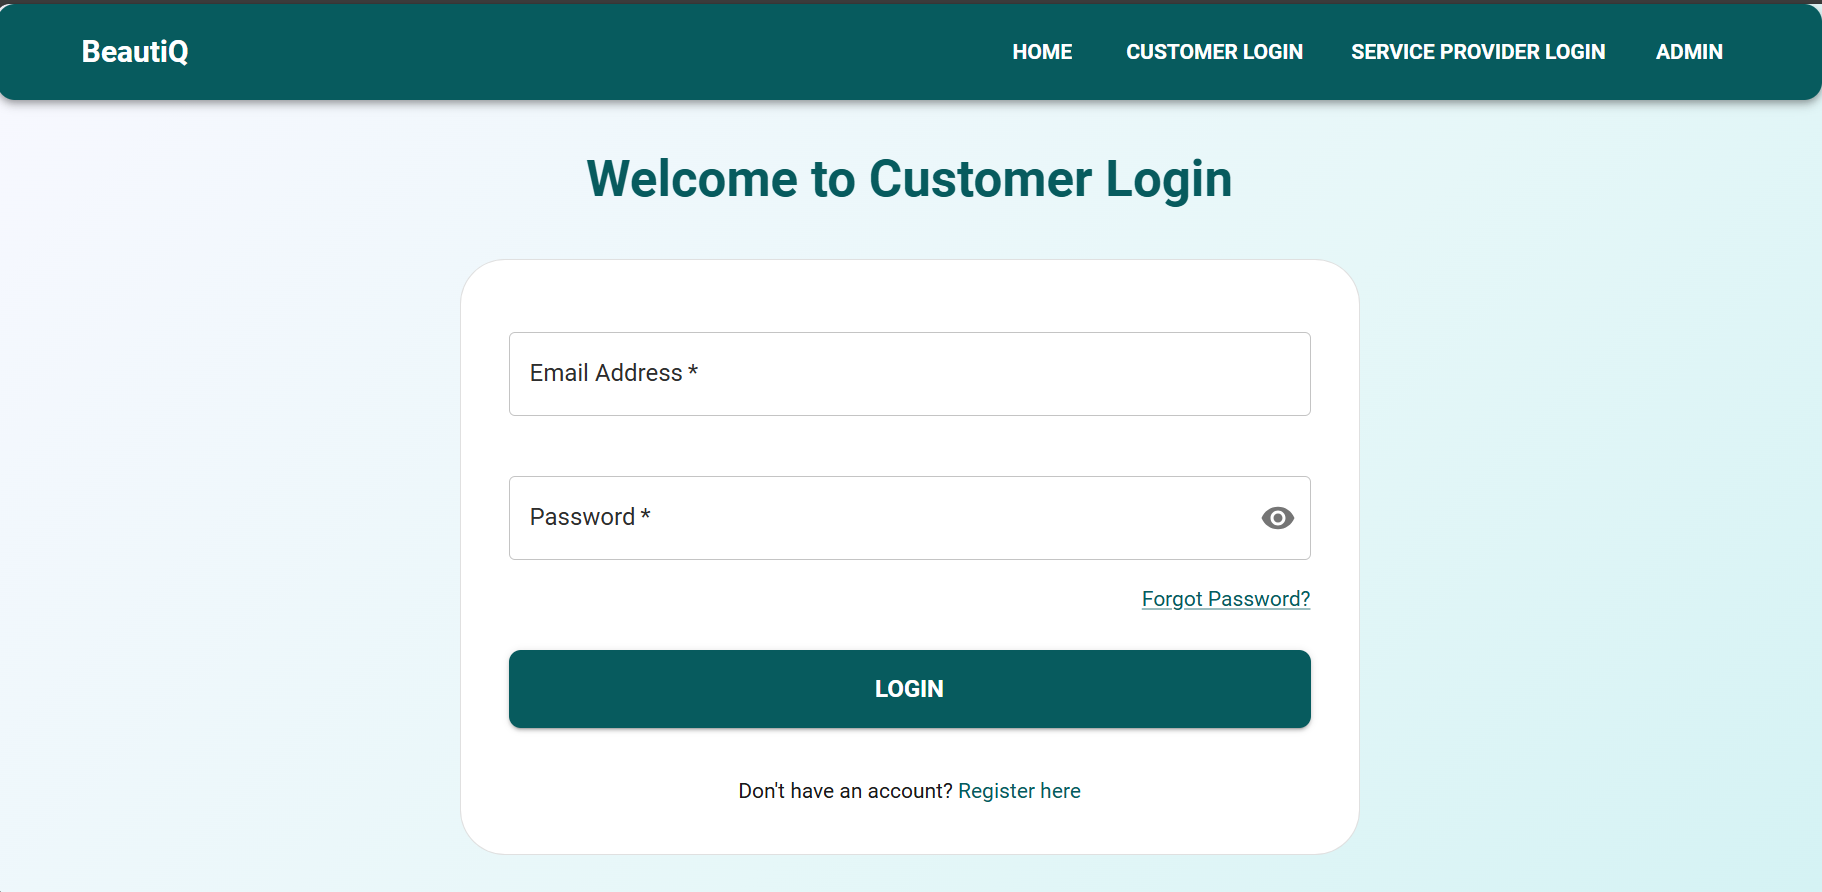 BeautiQ HOME CUSTOMER LOGIN SERVICE PROVIDER LOGIN ADMIN
Welcome to Customer Login
Email Address *
Password *
Forgot Password?
LOGIN
Don't have an account? Register here